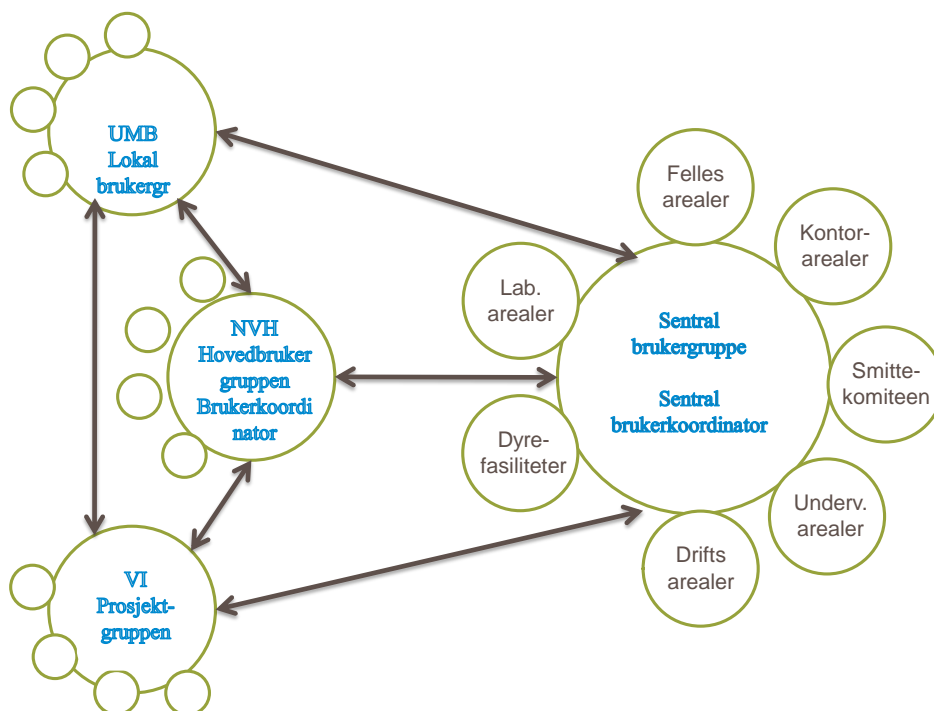 UMB
Lokal
brukergr
NVH
Hovedbruker
gruppen
Brukerkoordi
nator
VI
Prosjekt-
gruppen
Sentral
brukergruppe
Sentral
brukerkoordinator
Felles
arealer
Kontor-
arealer
Smitte-
komiteen
Underv.
arealer
Drifts
arealer
Dyre-
fasiliteter
Lab.
arealer